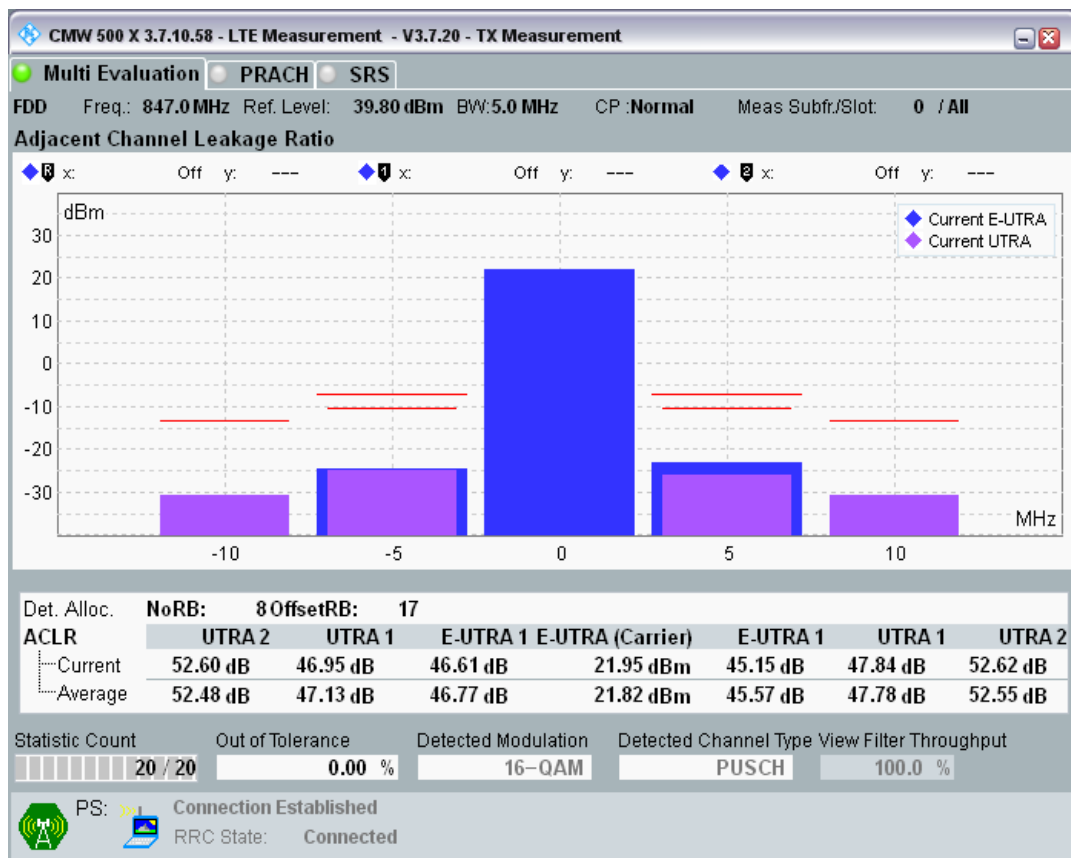 CMW 500 X 3.7.10.58 - LTE Measurement - V3.7.20 - TX Measurement
Multi Evaluation PRACH SRS
FDD Freq.: 847.0 MHz Ref. Level: 39.80 dBm BW:5.0 MHz CP :Normal Meas Subfr./Slot: 0 / All
Adjacent Channel Leakage Ratio
R x: Off y: --- 1 x: Off y: --- 2 x: Off y: ---
dBm
Current E-UTRA
Current UTRA
30
20
10
0
-10
-20
-30
MHz
-10 -5 0 5 10
Det. Alloc. NoRB: 8 OffsetRB: 17
ACLR UTRA 2 UTRA 1 E-UTRA 1 E-UTRA (Carrier) E-UTRA 1 UTRA 1 UTRA 2
Current 52.60 dB 46.95 dB 46.61 dB 21.95 dBm 45.15 dB 47.84 dB 52.62 dB
Average 52.48 dB 47.13 dB 46.77 dB 21.82 dBm 45.57 dB 47.78 dB 52.55 dB
Statistic Count Out of Tolerance Detected Modulation Detected Channel Type View Filter Throughput
20 / 20 0.00 % 16-QAM PUSCH 100.0 %
PS: Connection Established
RRC State: Connected